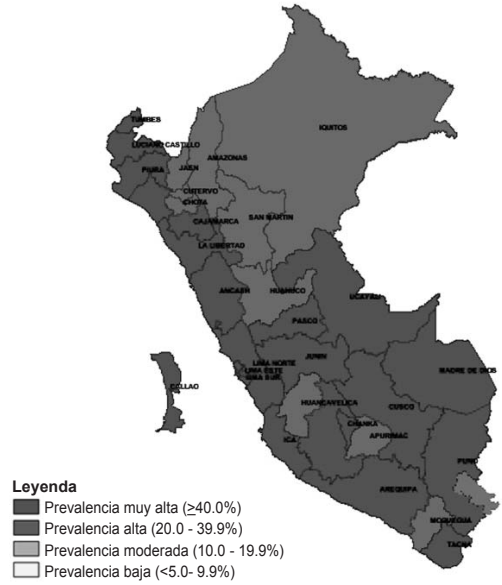 TUMBES
LUCIANO CASTILLO
PIURA
JAEN
AMAZONAS
IQUITOS
CUTERVO
CHOTA
CAJAMARCA
SAN MARTIN
LA LIBERTAD
ANCASH
HUANUCO
UCAYALI
PASCO
LIMA NORTE
LIMA ESTE
LIMA SUR
JUNIN
MADRE DE DIOS
CALLAO
HUANCAVELICA
CUSCO
CHANKA
APURIMAC
ICA
PUNO
AREQUIPA
MOQUEGUA
TACNA
Leyenda
Prevalencia muy alta (≥40.0%)
Prevalencia alta (20.0 - 39.9%)
Prevalencia moderada (10.0 - 19.9%)
Prevalencia baja (<5.0- 9.9%)